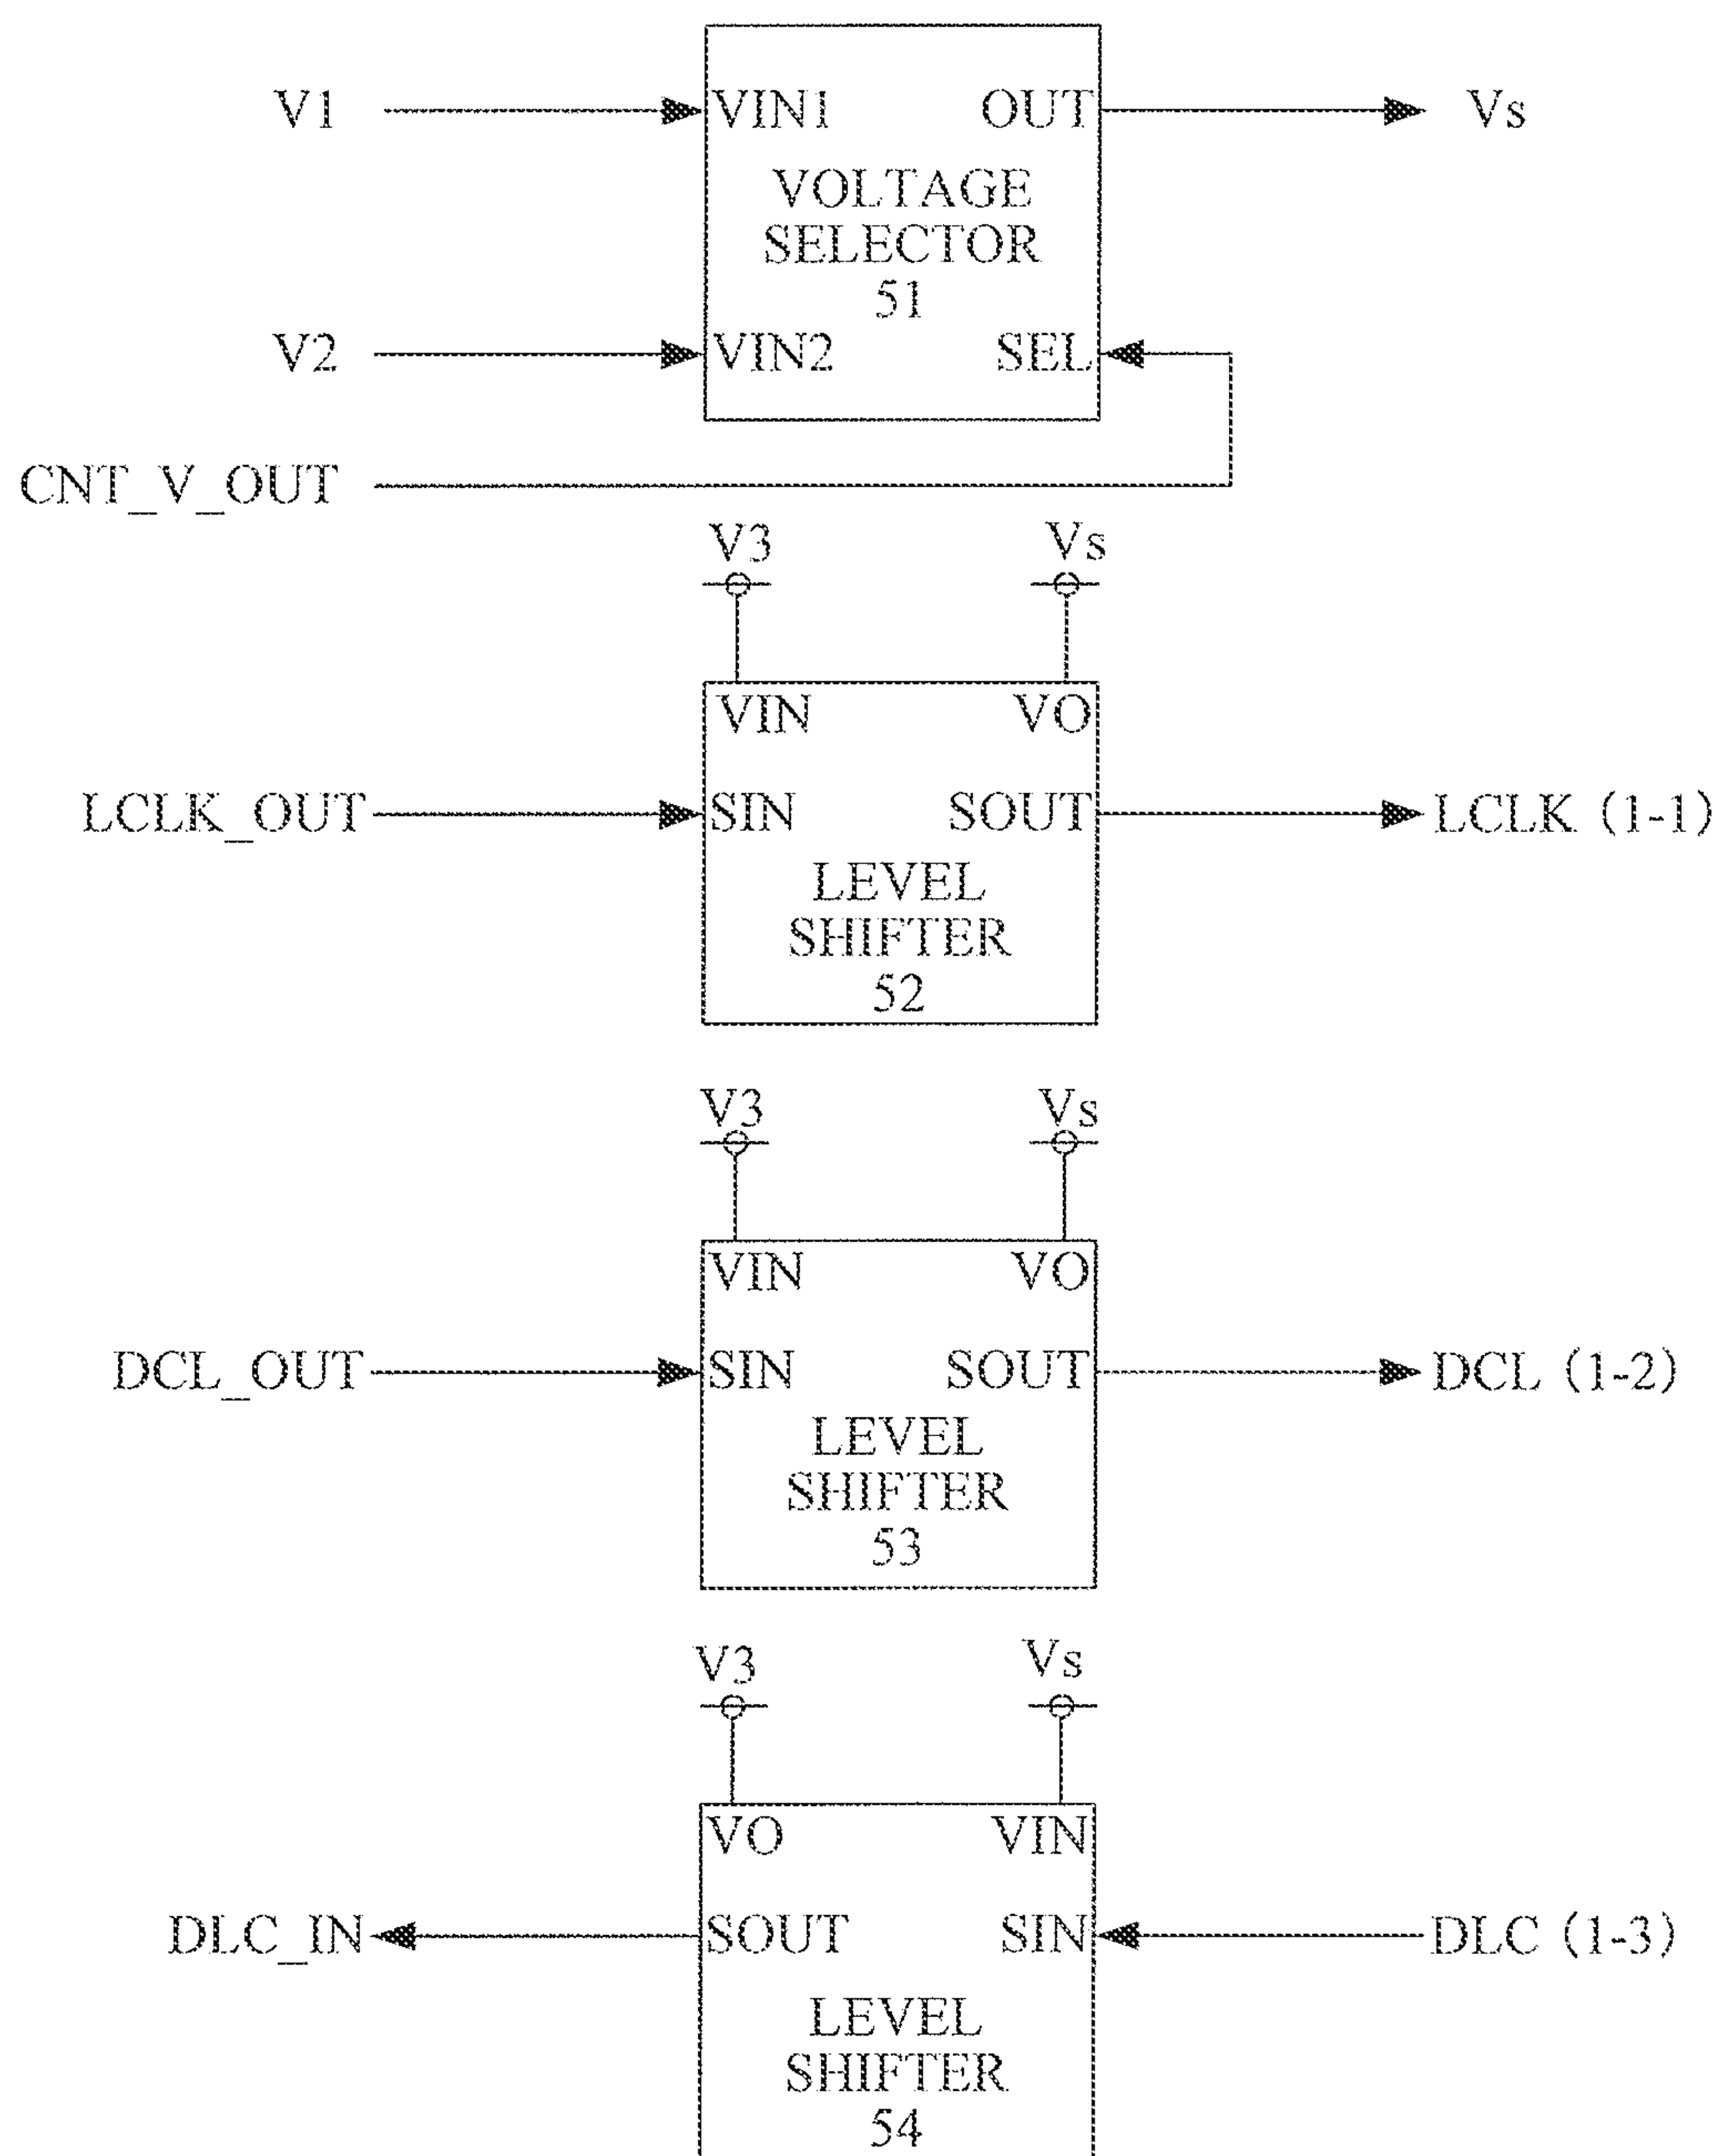 V1
VIN1 OUT
Vs
VOLTAGE
SELECTOR
51
V2
VIN2 SEL
CNT_V_OUT
V3
Vs
VIN VO
LCLK_OUT
SIN SOUT
LCLK (1-1)
LEVEL
SHIFTER
52
V3
Vs
VIN VO
DCL_OUT
SIN SOUT
DCL (1-2)
LEVEL
SHIFTER
53
V3
Vs
VO VIN
DLC_IN
SOUT SIN
DLC (1-3)
LEVEL
SHIFTER
54